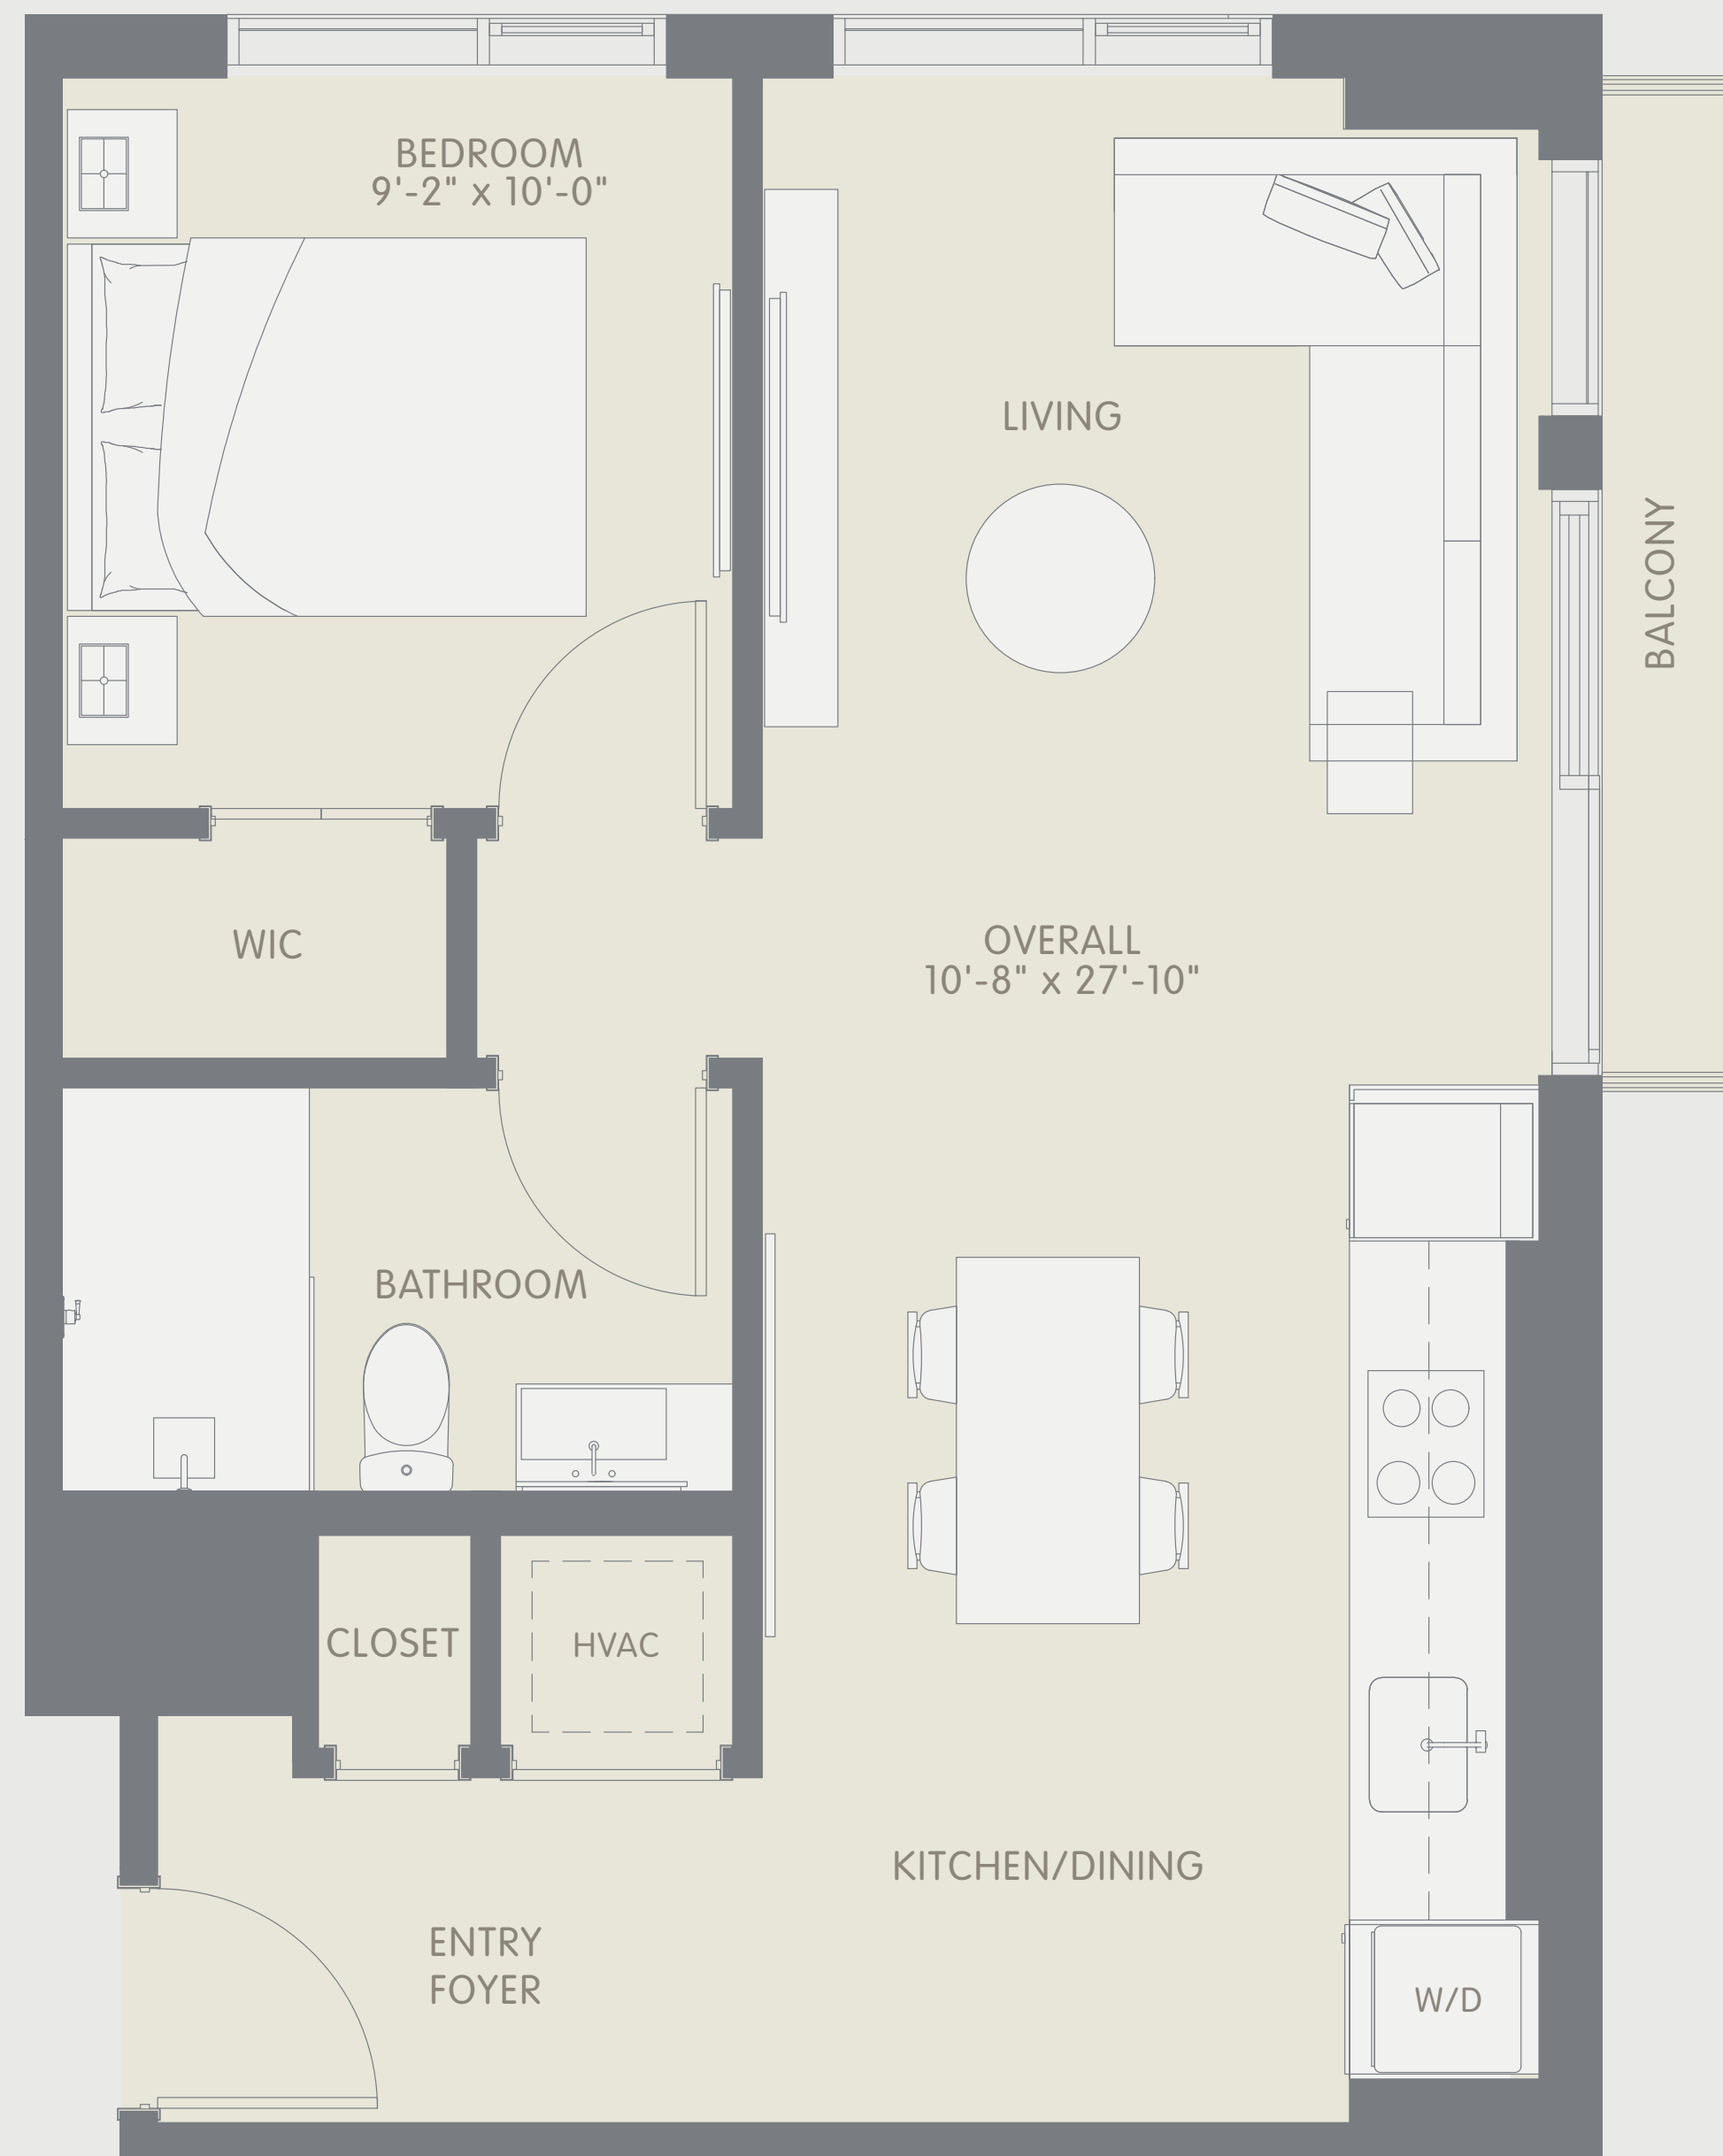 BEDROOM
9'-2" x 10'-0"
LIVING
BALCONY
WIC
OVERALL
10'-8" x 27'-10"
BATHROOM
CLOSET
HVAC
KITCHEN/DINING
ENTRY
FOYER
W/D